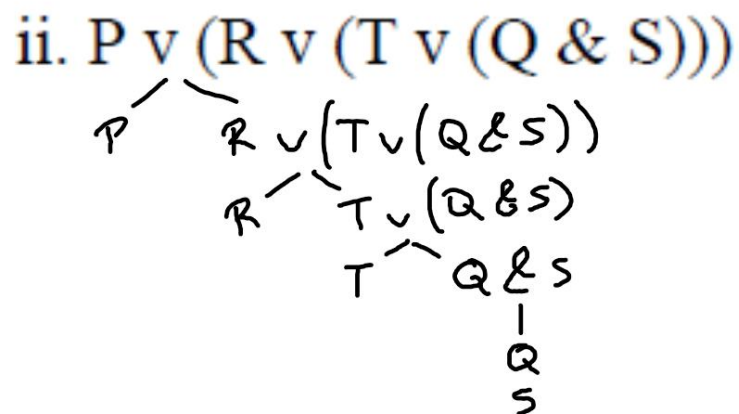 ii. P v (R v (T v (Q & S)))
P R v (T v (Q & S))
R T v (Q & S)
T Q & S
Q
S